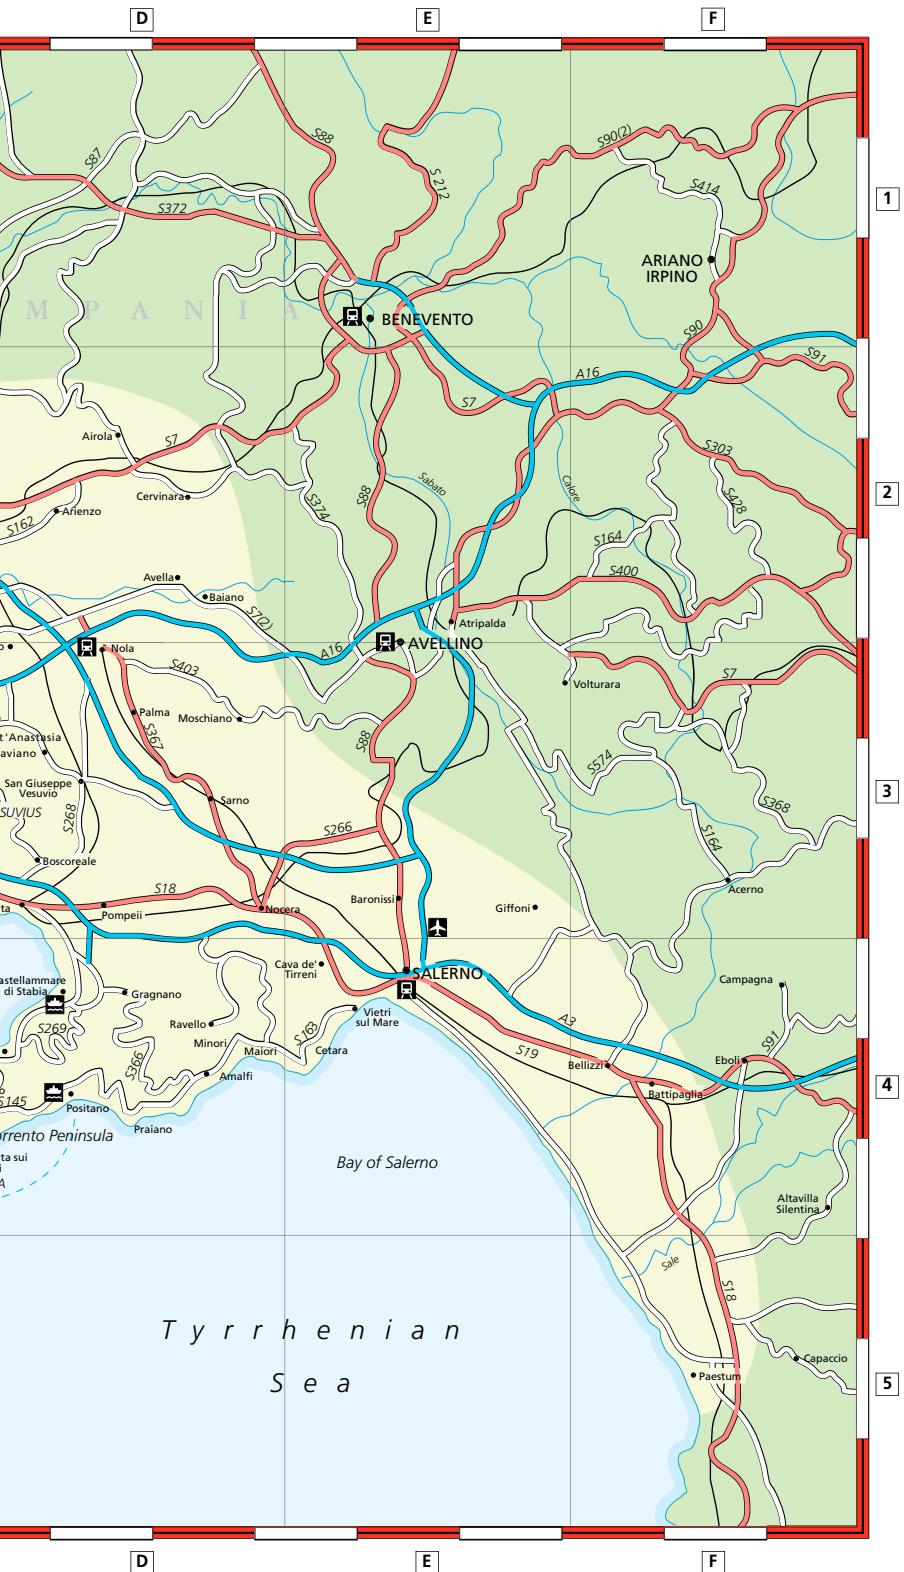 D
E
F
S87
S88
S 212
S90(2)
S414
S372
1
ARIANO
IRPINO
M P A N I A
BENEVENTO
S90
S91
A16
S7
Airola
S7
S303
Cervinara
Arienzo
S162
S374
S88
Sabato
Calore
S428
2
S164
S400
Avella
Baiano
S7(2)
Atripalda
A16
AVELLINO
Nola
S403
Volturara
S7
Palma
Moschiano
S367
S88
t'Anastasia
aviano
S574
San Giuseppe
Vesuvio
SUVIUS
S268
Sarno
S266
S368
S164
3
Boscoreale
Acerno
S18
Baronissi
Giffoni
ta
Pompeii
Nocera
Cava de'
Tirreni
SALERNO
Campagna
astellammare
di Stabia
Gragnano
Vietri
sul Mare
A3
S269
Ravello
Minori
Maiori
S163
Cetara
S19
S91
Eboli
S366
Amalfi
Bellizzi
Battipaglia
4
S145
Positano
Praiano
orrento Peninsula
ta sui
i
A
Bay of Salerno
Altavilla
Silentina
Sale
S18
Tyrrhenian
Sea
Capaccio
Paestum
5
D
E
F